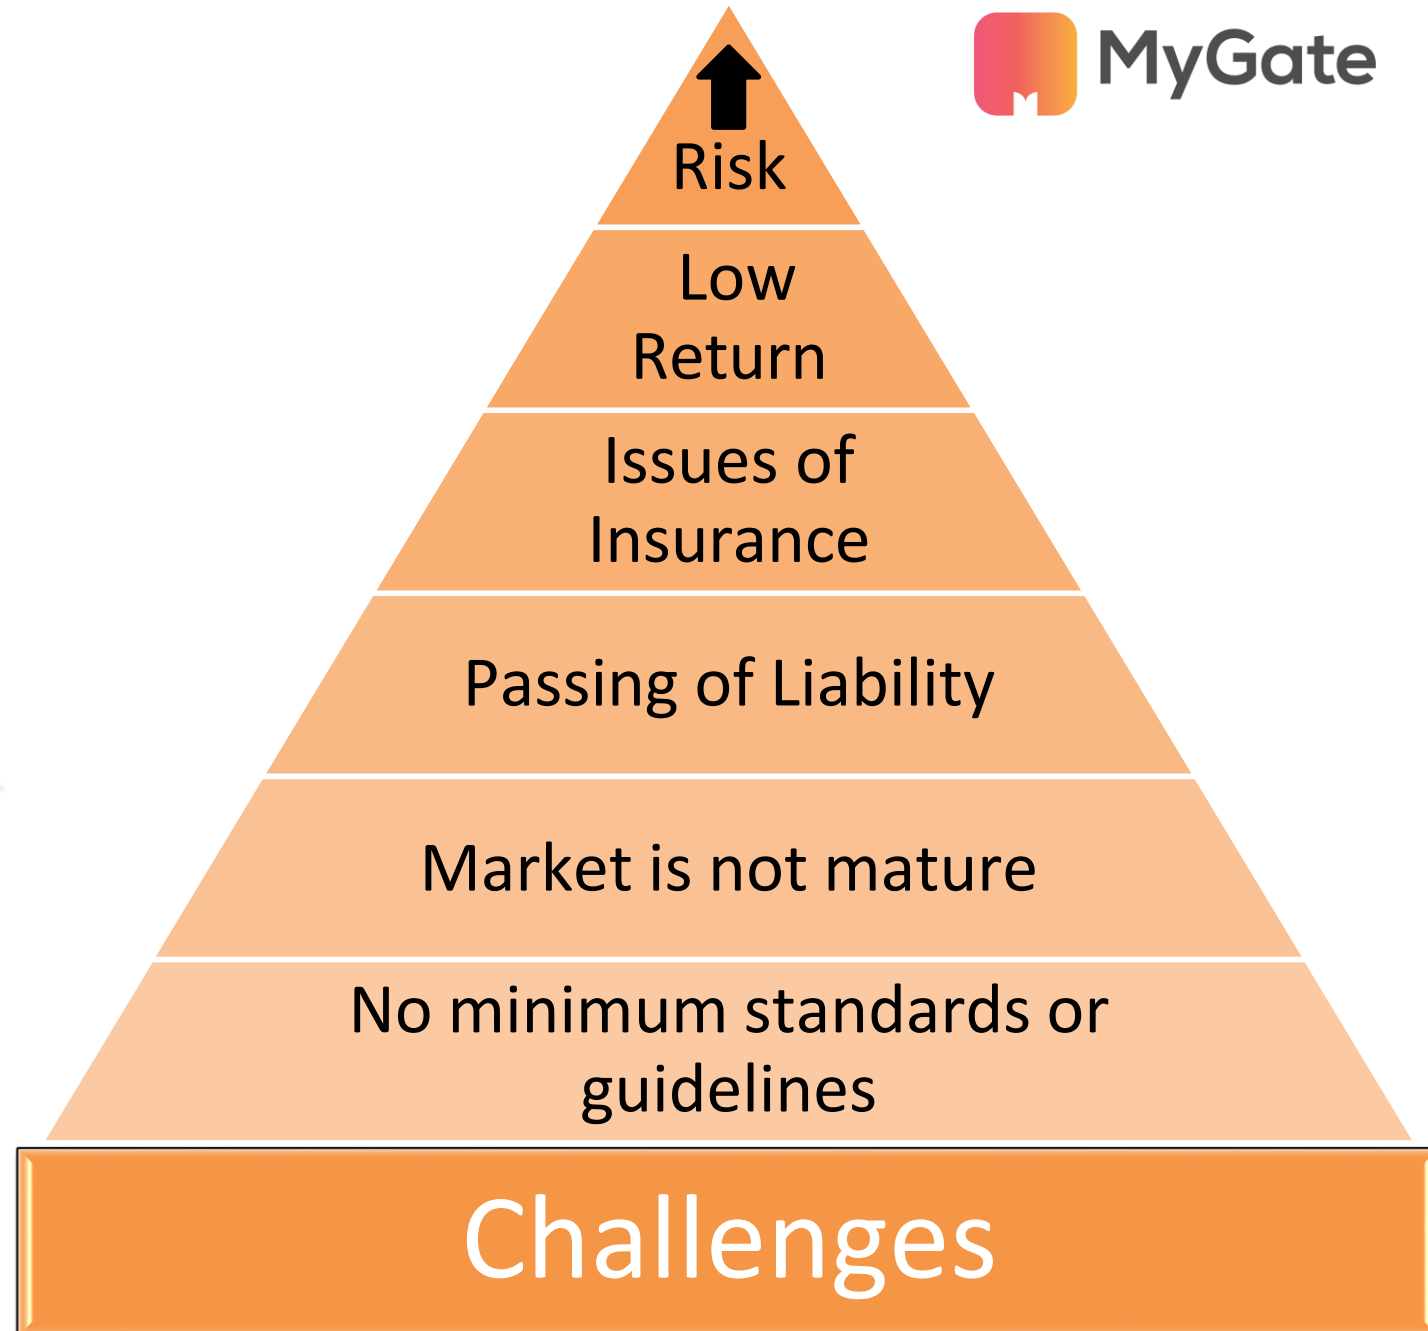 MyGate
Risk
Low
Return
Issues of
Insurance
Passing of Liability
Market is not mature
No minimum standards or
guidelines
Challenges